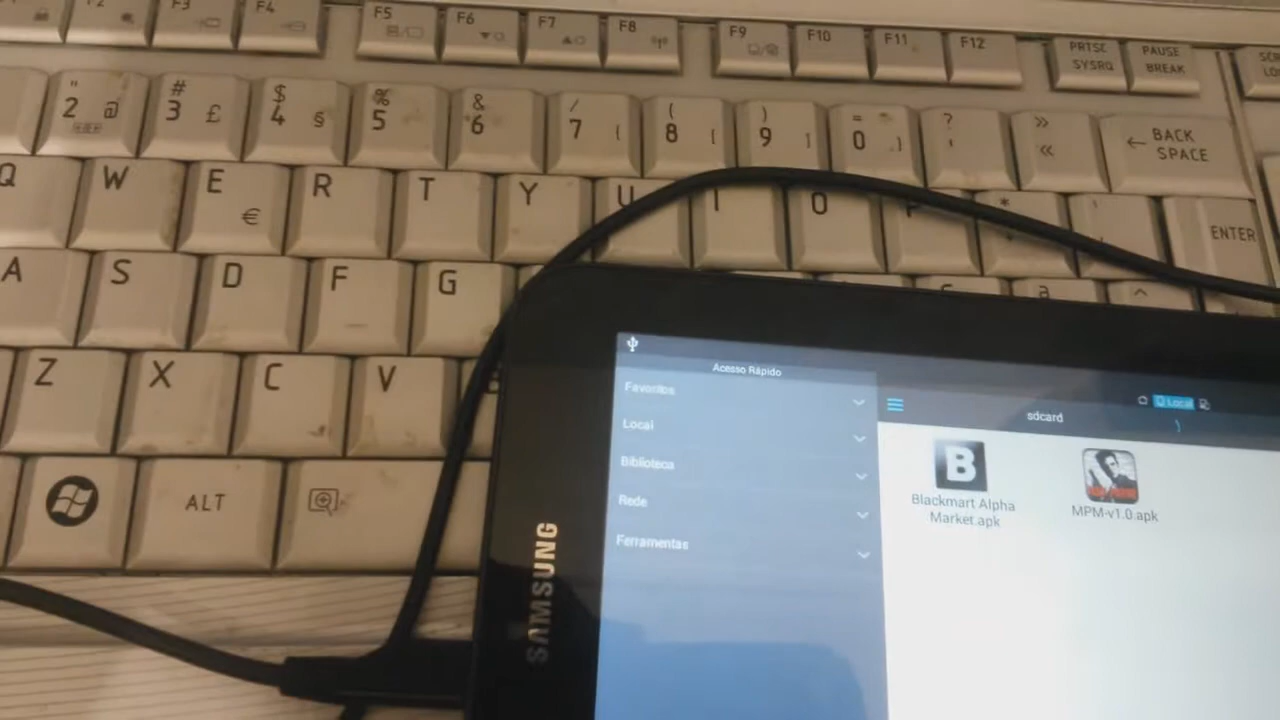 F3
F4
F5
F6
F7
F8
F9
F10
F11
F12
PRTSC
SYSRQ
PAUSE
BREAK
" 2 @
# 3 £
$ 4 §
% 5
& 6
/ 7 {
( 8 [
) 9 ]
= 0 }
? '
» «
← BACK
SPACE
Q W E € R T Y U I O P *
ENTER
A S D F G
Z X C V
ALT
SAMSUNG
Acesso Rápido
Favoritos
Local
Biblioteca
Rede
Ferramentas
Local
sdcard
Blackmart Alpha
Market.apk
MPM-v1.0.apk